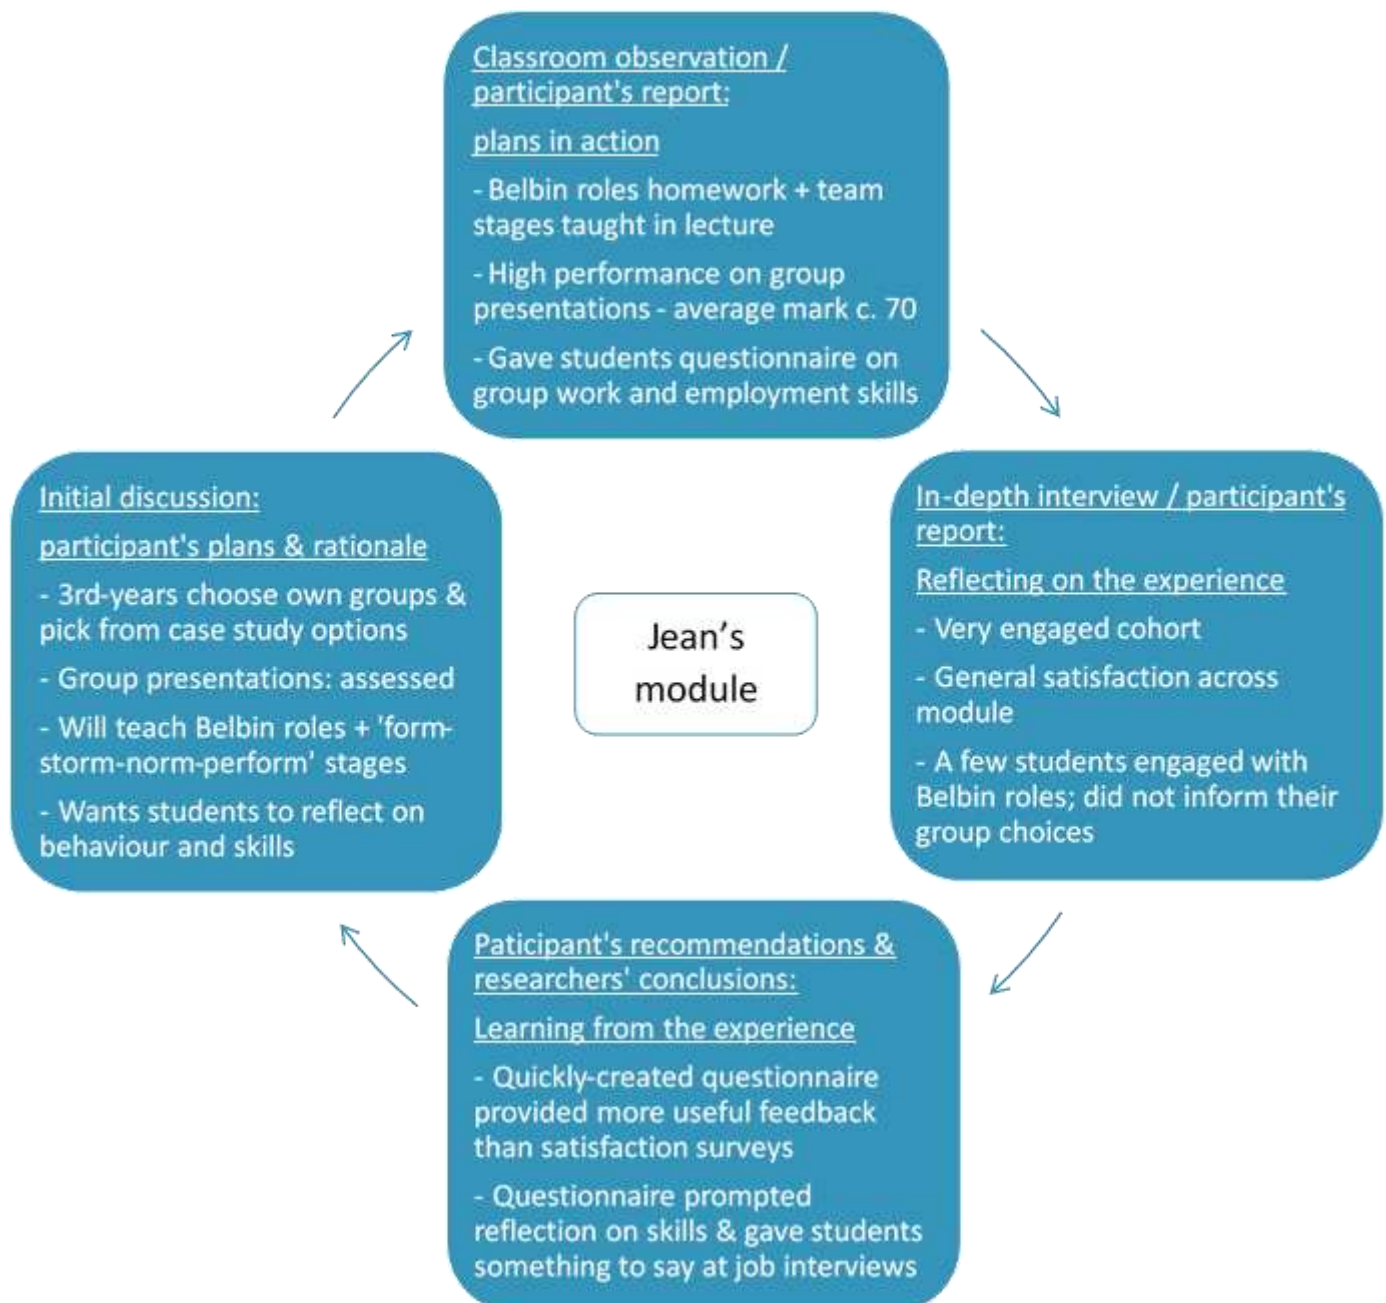 Classroom observation /
participant's report:
plans in action
- Belbin roles homework + team
stages taught in lecture
- High performance on group
presentations - average mark c. 70
- Gave students questionnaire on
group work and employment skills
Initial discussion:
participant's plans & rationale
- 3rd-years choose own groups &
pick from case study options
- Group presentations: assessed
- Will teach Belbin roles + 'form-
storm-norm-perform' stages
- Wants students to reflect on
behaviour and skills
Jean's
module
In-depth interview / participant's
report:
Reflecting on the experience
- Very engaged cohort
- General satisfaction across
module
- A few students engaged with
Belbin roles; did not inform their
group choices
Paticipant's recommendations &
researchers' conclusions:
Learning from the experience
- Quickly-created questionnaire
provided more useful feedback
than satisfaction surveys
- Questionnaire prompted
reflection on skills & gave students
something to say at job interviews